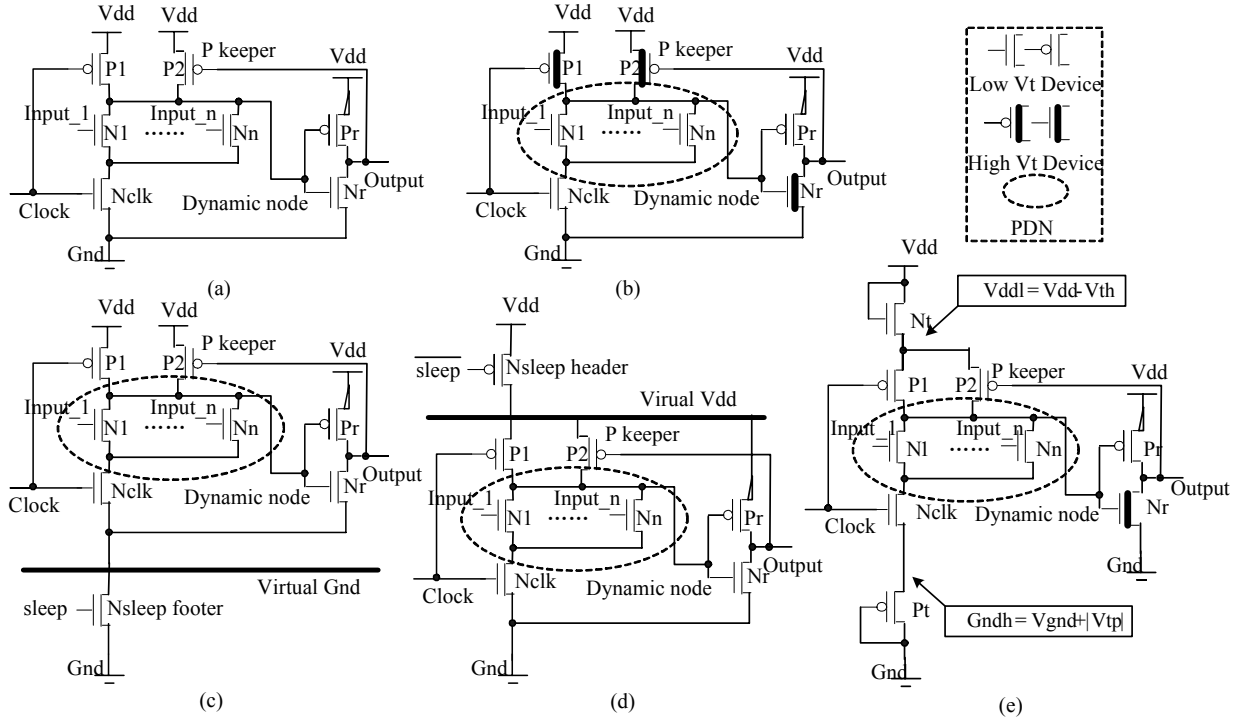 Vdd
Vdd
P keeper
Vdd
P1
P2
Input_1
Input_n
N1
......
Nn
Pr
Output
Nclk
Dynamic node
Nr
Clock
Gnd
(a)
Vdd
Vdd
P keeper
Vdd
P1
P2
Input_1
Input_n
N1
......
Nn
Pr
Output
Nclk
Dynamic node
Nr
Clock
Gnd
(b)
Low Vt Device
High Vt Device
PDN
Vdd
Vdd
P keeper
Vdd
P1
P2
Input_1
Input_n
N1
......
Nn
Pr
Output
Nclk
Dynamic node
Nr
Clock
Virtual Gnd
sleep
Nsleep footer
Gnd
(c)
Vdd
sleep
Nsleep header
Virual Vdd
P keeper
P1
P2
Input_1
Input_n
N1
......
Nn
Pr
Output
Nclk
Dynamic node
Nr
Clock
Gnd
(d)
Vdd
Vddl = Vdd-Vth
Nt
P keeper
Vdd
P1
P2
Input_1
Input_n
N1
......
Nn
Pr
Output
Nclk
Dynamic node
Nr
Clock
Gnd
Pt
Gndh = Vgnd+|Vtp|
Gnd
(e)